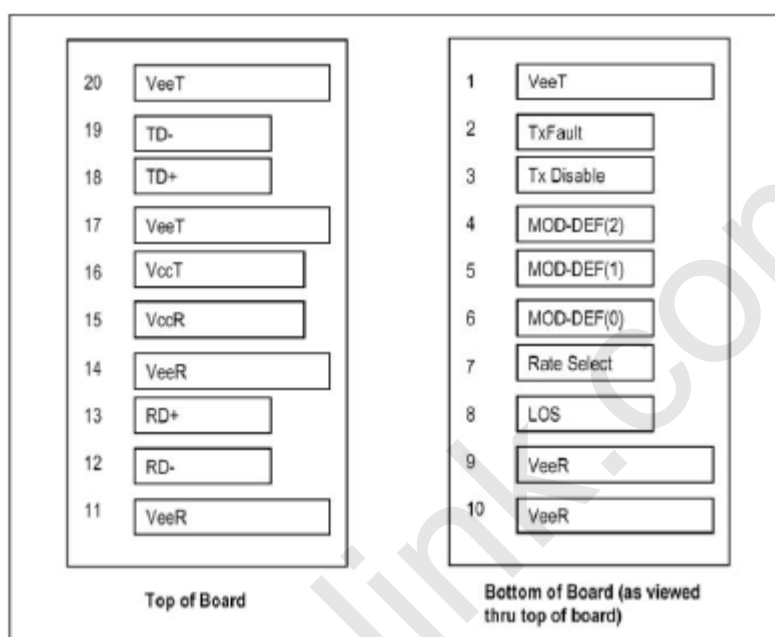 20 VeeT
19 TD-
18 TD+
17 VeeT
16 VccT
15 VccR
14 VeeR
13 RD+
12 RD-
11 VeeR
Top of Board
1 VeeT
2 TxFault
3 Tx Disable
4 MOD-DEF(2)
5 MOD-DEF(1)
6 MOD-DEF(0)
7 Rate Select
8 LOS
9 VeeR
10 VeeR
Bottom of Board (as viewed
thru top of board)
link.com